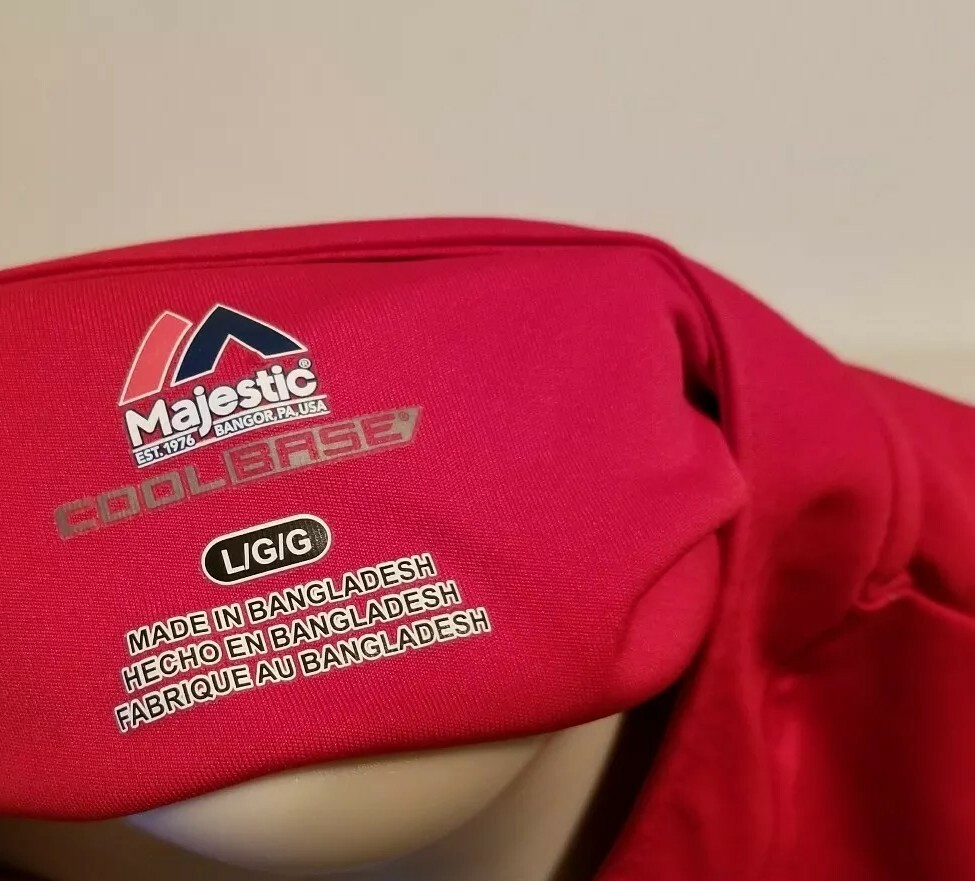 Majestic®
EST. 1976 BANGOR, PA, USA
COOLBASE
L/G/G
MADE IN BANGLADESH
HECHO EN BANGLADESH
FABRIQUE AU BANGLADESH